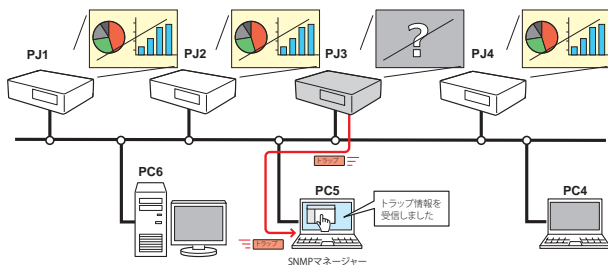 PJ1
PJ2
PJ3
PJ4
?
トラップ
PC6
PC5
PC4
トラップ情報を
受信しました
トラップ
SNMPマネージャー